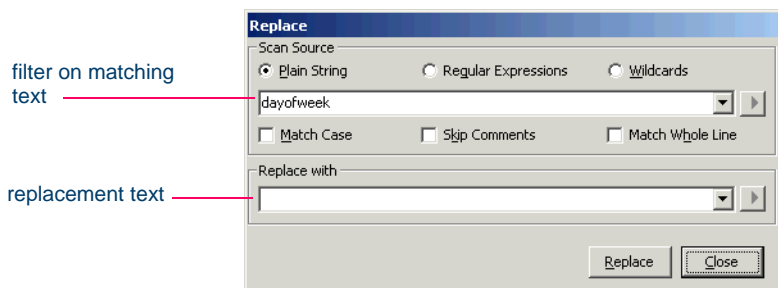 Replace
Scan Source
filter on matching
text
Plain String Regular Expressions Wildcards
dayofweek
Match Case Skip Comments Match Whole Line
Replace with
replacement text
Replace Close